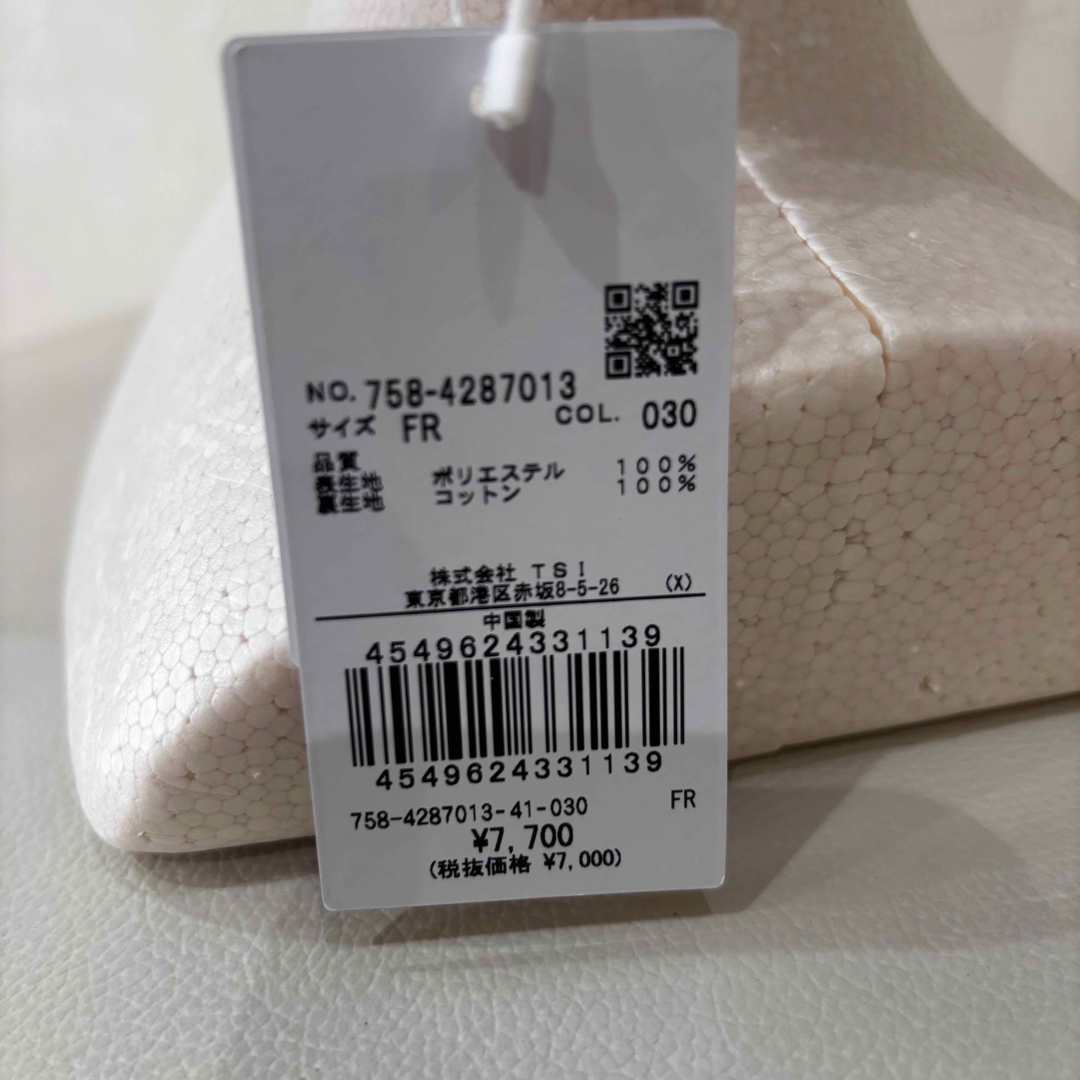 NO. 758-4287013
サイズ FR COL. 030
品質
表生地 ポリエステル 100%
裏生地 コットン 100%
株式会社 TSI
東京都港区赤坂8-5-26 (X)
中国製
4549624331139
4549624331139
758-4287013-41-030 FR
¥7,700
(税抜価格 ¥7,000)